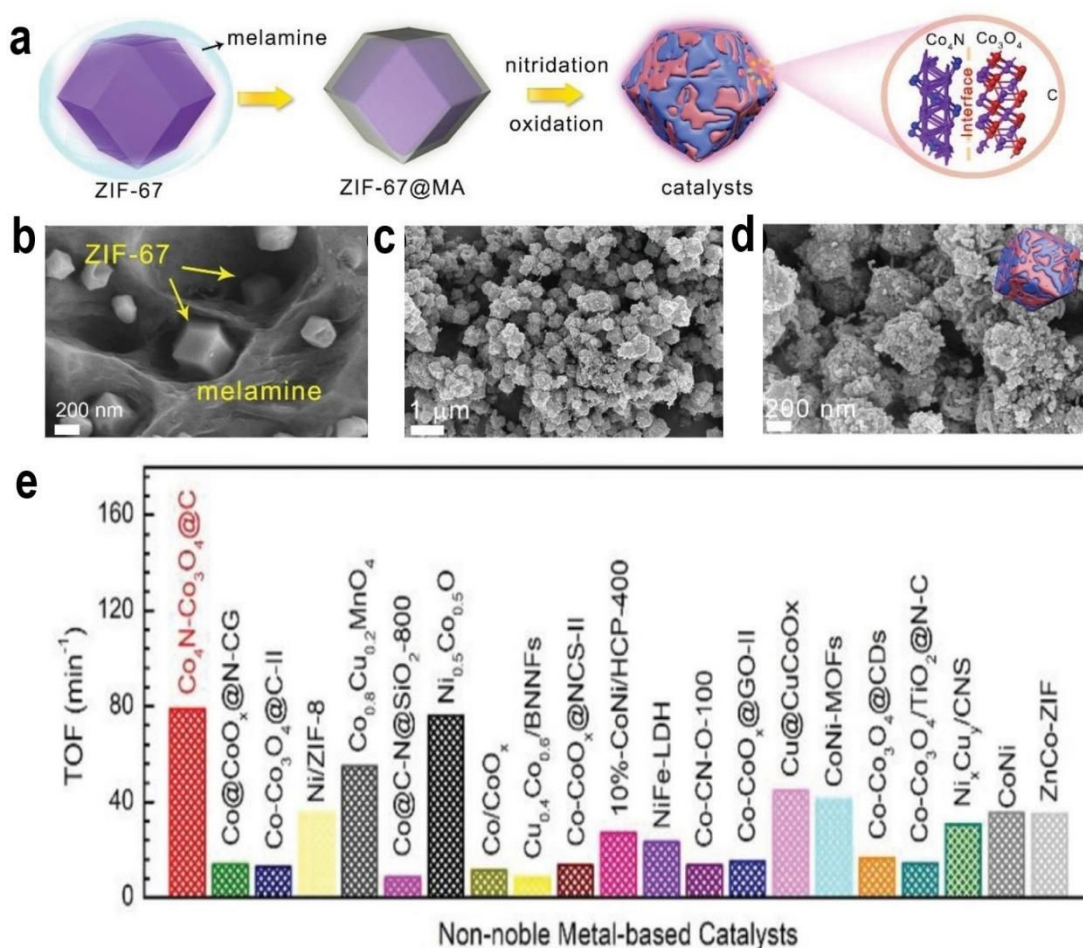 a
melamine
ZIF-67
ZIF-67@MA
nitridation
oxidation
catalysts
Co₄N
Co₃O₄
Interface
C
b
ZIF-67
melamine
200 nm
c
1 μm
d
200 nm
e
TOF (min⁻¹)
160
120
80
40
0
Co₄N-Co₃O₄@C
Co@CoOₓ@N-CG
Co-Co₃O₄@C-II
Ni/ZIF-8
Co₀.₈Cu₀.₂MnO₄
Co@C-N@SiO₂-800
Ni₀.₅Co₀.₅O
Co/CoOₓ
Cu₀.₄Co₀.₆/BNNFs
Co-CoOₓ@NCS-II
10%-CoNi/HCP-400
NiFe-LDH
Co-CN-O-100
Co-CoOₓ@GO-II
Cu@CuCoOx
CoNi-MOFs
Co-Co₃O₄@CDs
Co-Co₃O₄/TiO₂@N-C
NiₓCuᵧ/CNS
CoNi
ZnCo-ZIF
Non-noble Metal-based Catalysts